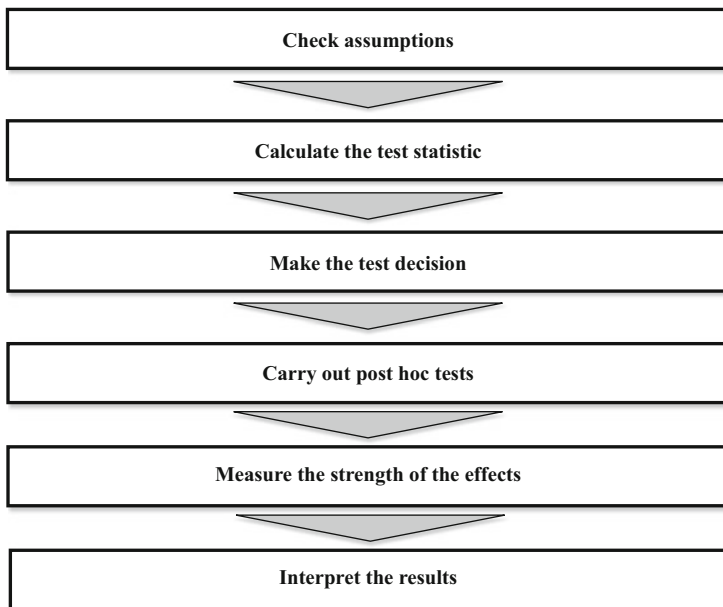 Check assumptions
Calculate the test statistic
Make the test decision
Carry out post hoc tests
Measure the strength of the effects
Interpret the results